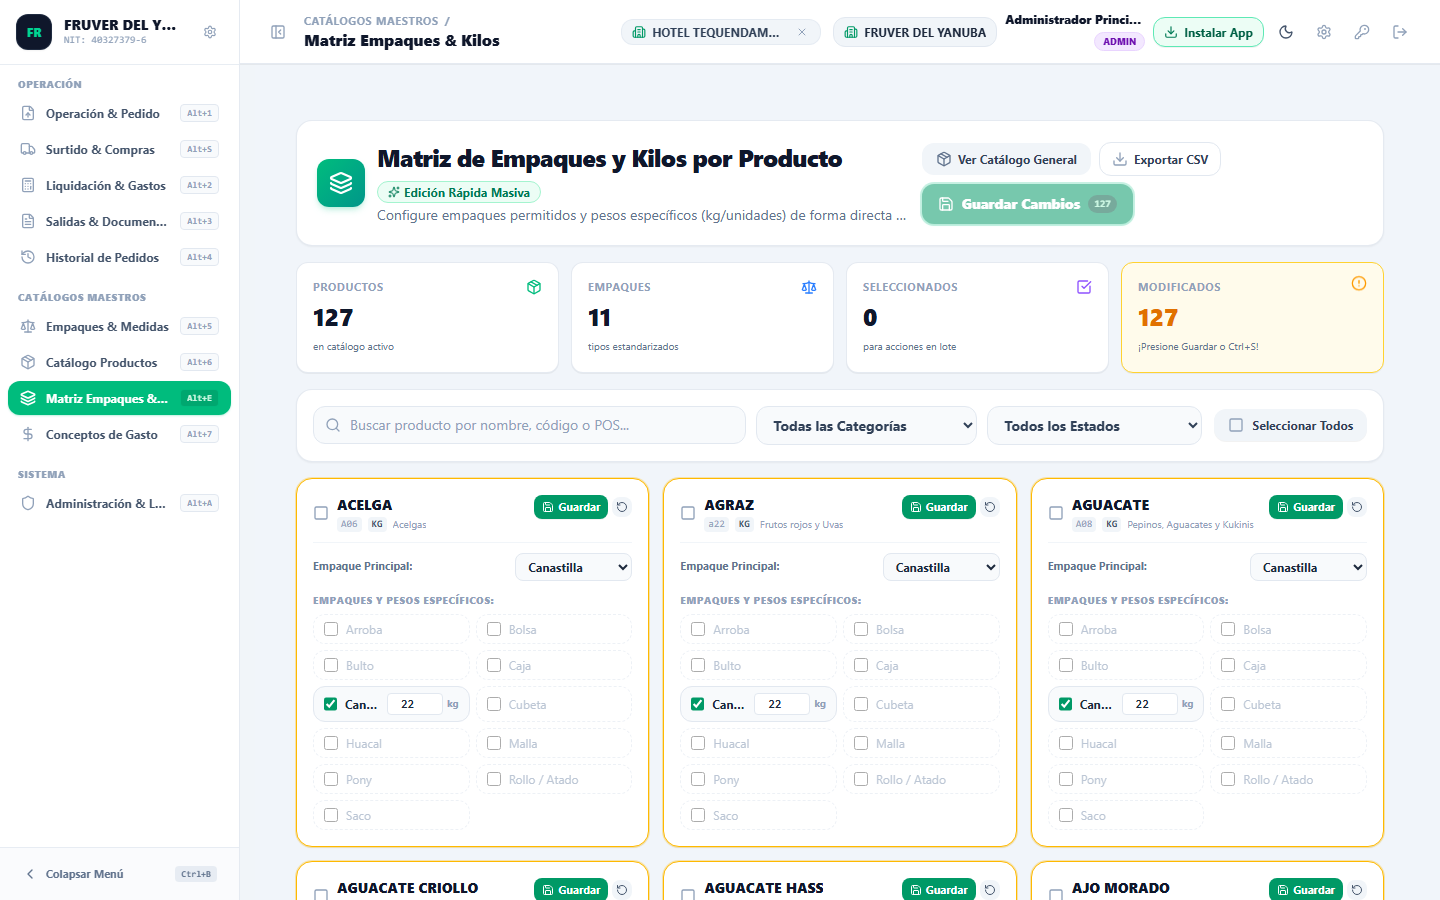 FR
FRUVER DEL Y...
NIT: 40327379-6
OPERACIÓN
Operación & Pedido Alt+1
Surtido & Compras Alt+S
Liquidación & Gastos Alt+2
Salidas & Documen... Alt+3
Historial de Pedidos Alt+4
CATÁLOGOS MAESTROS
Empaques & Medidas Alt+5
Catálogo Productos Alt+6
Matriz Empaques &... Alt+E
Conceptos de Gasto Alt+7
SISTEMA
Administración & L... Alt+A
Colapsar Menú Ctrl+B
CATÁLOGOS MAESTROS /
Matriz Empaques & Kilos
HOTEL TEQUENDAM...
FRUVER DEL YANUBA
Administrador Princi...
ADMIN
Instalar App
Matriz de Empaques y Kilos por Producto
Edición Rápida Masiva
Configure empaques permitidos y pesos específicos (kg/unidades) de forma directa ...
Ver Catálogo General
Exportar CSV
Guardar Cambios 127
PRODUCTOS
127
en catálogo activo
EMPAQUES
11
tipos estandarizados
SELECCIONADOS
0
para acciones en lote
MODIFICADOS
127
¡Presione Guardar o Ctrl+S!
Buscar producto por nombre, código o POS...
Todas las Categorías
Todos los Estados
Seleccionar Todos
ACELGA
A06 KG Acelgas
Guardar
Empaque Principal: Canastilla
EMPAQUES Y PESOS ESPECÍFICOS:
Arroba Bolsa
Bulto Caja
Can... 22 kg Cubeta
Huacal Malla
Pony Rollo / Atado
Saco
AGRAZ
a22 KG Frutos rojos y Uvas
Guardar
Empaque Principal: Canastilla
EMPAQUES Y PESOS ESPECÍFICOS:
Arroba Bolsa
Bulto Caja
Can... 22 kg Cubeta
Huacal Malla
Pony Rollo / Atado
Saco
AGUACATE
A08 KG Pepinos, Aguacates y Kukinis
Guardar
Empaque Principal: Canastilla
EMPAQUES Y PESOS ESPECÍFICOS:
Arroba Bolsa
Bulto Caja
Can... 22 kg Cubeta
Huacal Malla
Pony Rollo / Atado
Saco
AGUACATE CRIOLLO Guardar
AGUACATE HASS Guardar
AJO MORADO Guardar